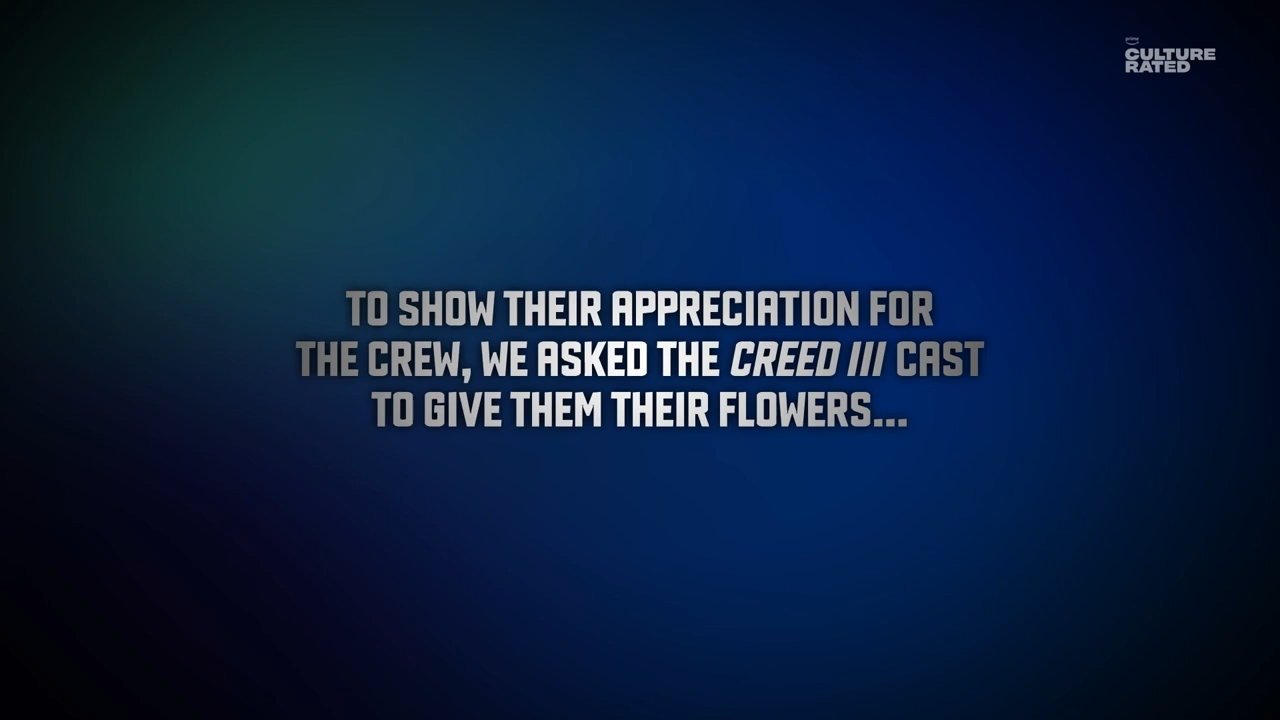 prime
CULTURE
RATED
TO SHOW THEIR APPRECIATION FOR
THE CREW, WE ASKED THE CREED III CAST
TO GIVE THEM THEIR FLOWERS...